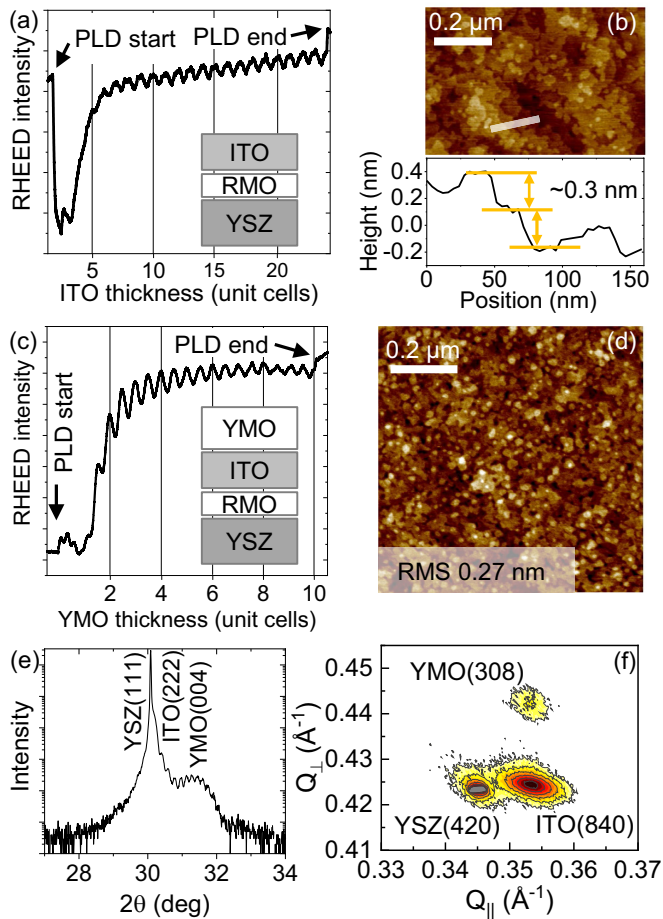 (a)
PLD start
PLD end
RHEED intensity
ITO
RMO
YSZ
5 10 15 20
ITO thickness (unit cells)
0.2 µm
(b)
Height (nm)
0.4
0.2
0.0
-0.2
~0.3 nm
0 50 100 150
Position (nm)
(c)
PLD end
PLD start
RHEED intensity
YMO
ITO
RMO
YSZ
2 4 6 8 10
YMO thickness (unit cells)
0.2 µm
(d)
RMS 0.27 nm
(e)
YSZ(111)
ITO(222)
YMO(004)
Intensity
28 30 32 34
2θ (deg)
(f)
YMO(308)
YSZ(420)
ITO(840)
Q⊥ (Å⁻¹)
0.45
0.44
0.43
0.42
0.41
0.33 0.34 0.35 0.36 0.37
Q|| (Å⁻¹)